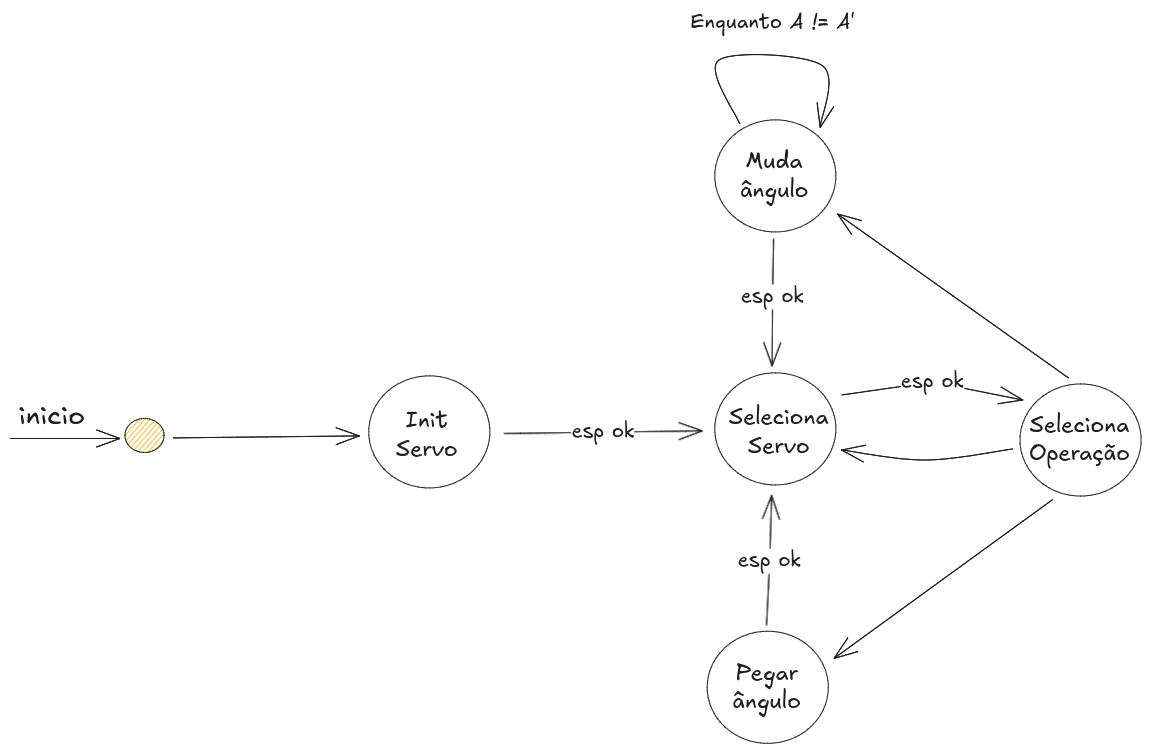 Enquanto A != A'
Muda
ângulo
esp ok
inicio
Init
Servo
esp ok
Seleciona
Servo
esp ok
Seleciona
Operação
esp ok
Pegar
ângulo